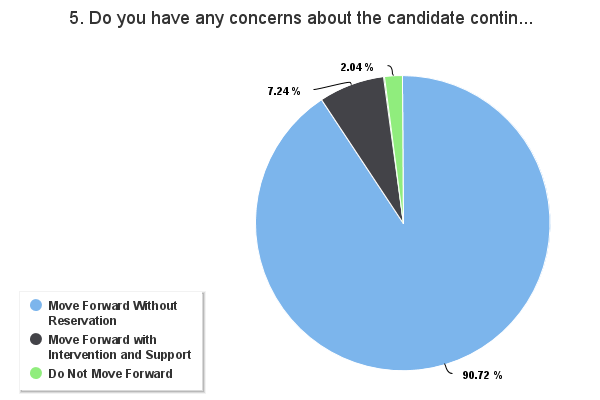 5. Do you have any concerns about the candidate contin...
2.04 %
7.24 %
90.72 %
Move Forward Without
Reservation
Move Forward with
Intervention and Support
Do Not Move Forward